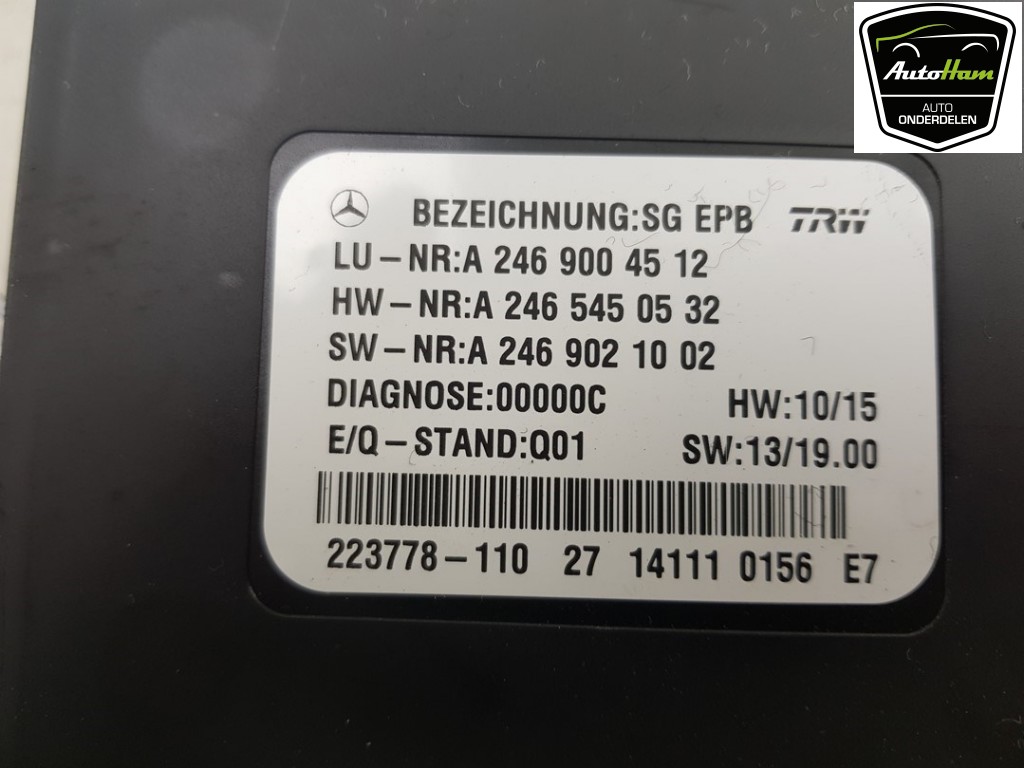 AutoHam
AUTO
ONDERDELEN
BEZEICHNUNG:SG EPB TRW
LU-NR:A 246 900 45 12
HW-NR:A 246 545 05 32
SW-NR:A 246 902 10 02
DIAGNOSE:00000C HW:10/15
E/Q-STAND:Q01 SW:13/19.00
223778-110 27 14111 0156 E7